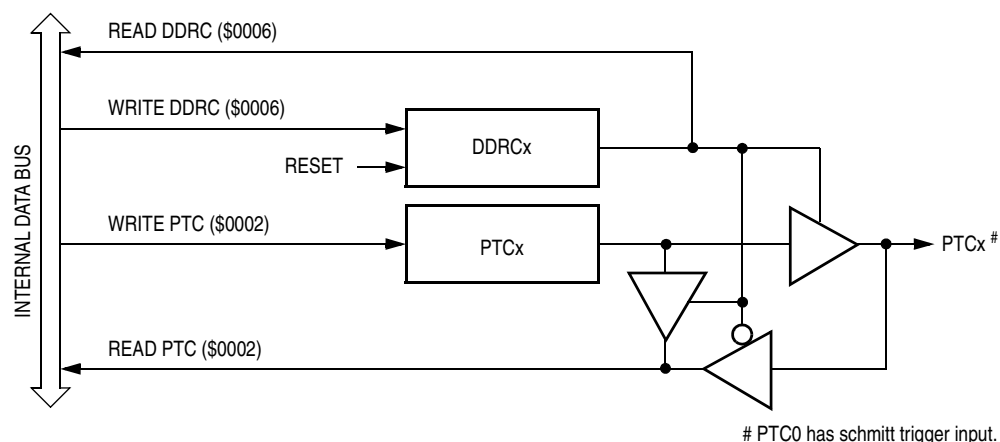 READ DDRC ($0006)
WRITE DDRC ($0006)
DDRCx
RESET
INTERNAL DATA BUS
WRITE PTC ($0002)
PTCx
PTCx #
READ PTC ($0002)
# PTC0 has schmitt trigger input.